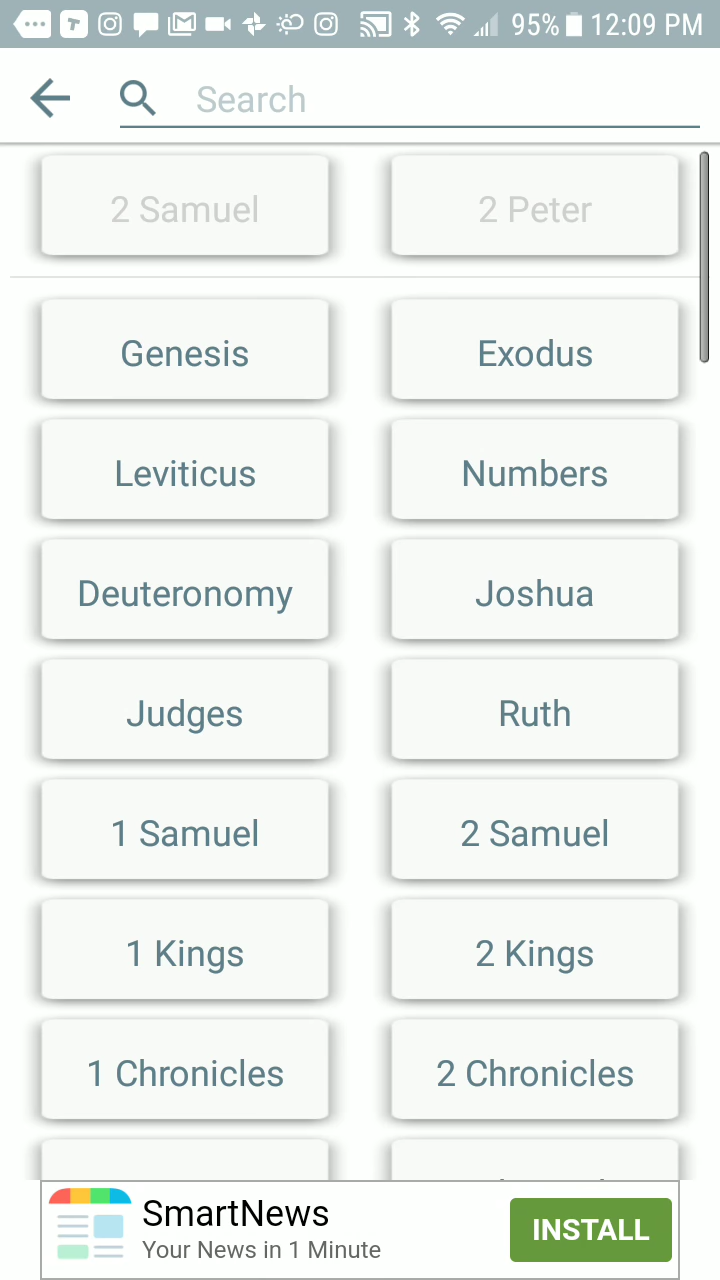 95% 12:09 PM
Search
2 Samuel 2 Peter
Genesis Exodus
Leviticus Numbers
Deuteronomy Joshua
Judges Ruth
1 Samuel 2 Samuel
1 Kings 2 Kings
1 Chronicles 2 Chronicles
SmartNews
Your News in 1 Minute
INSTALL